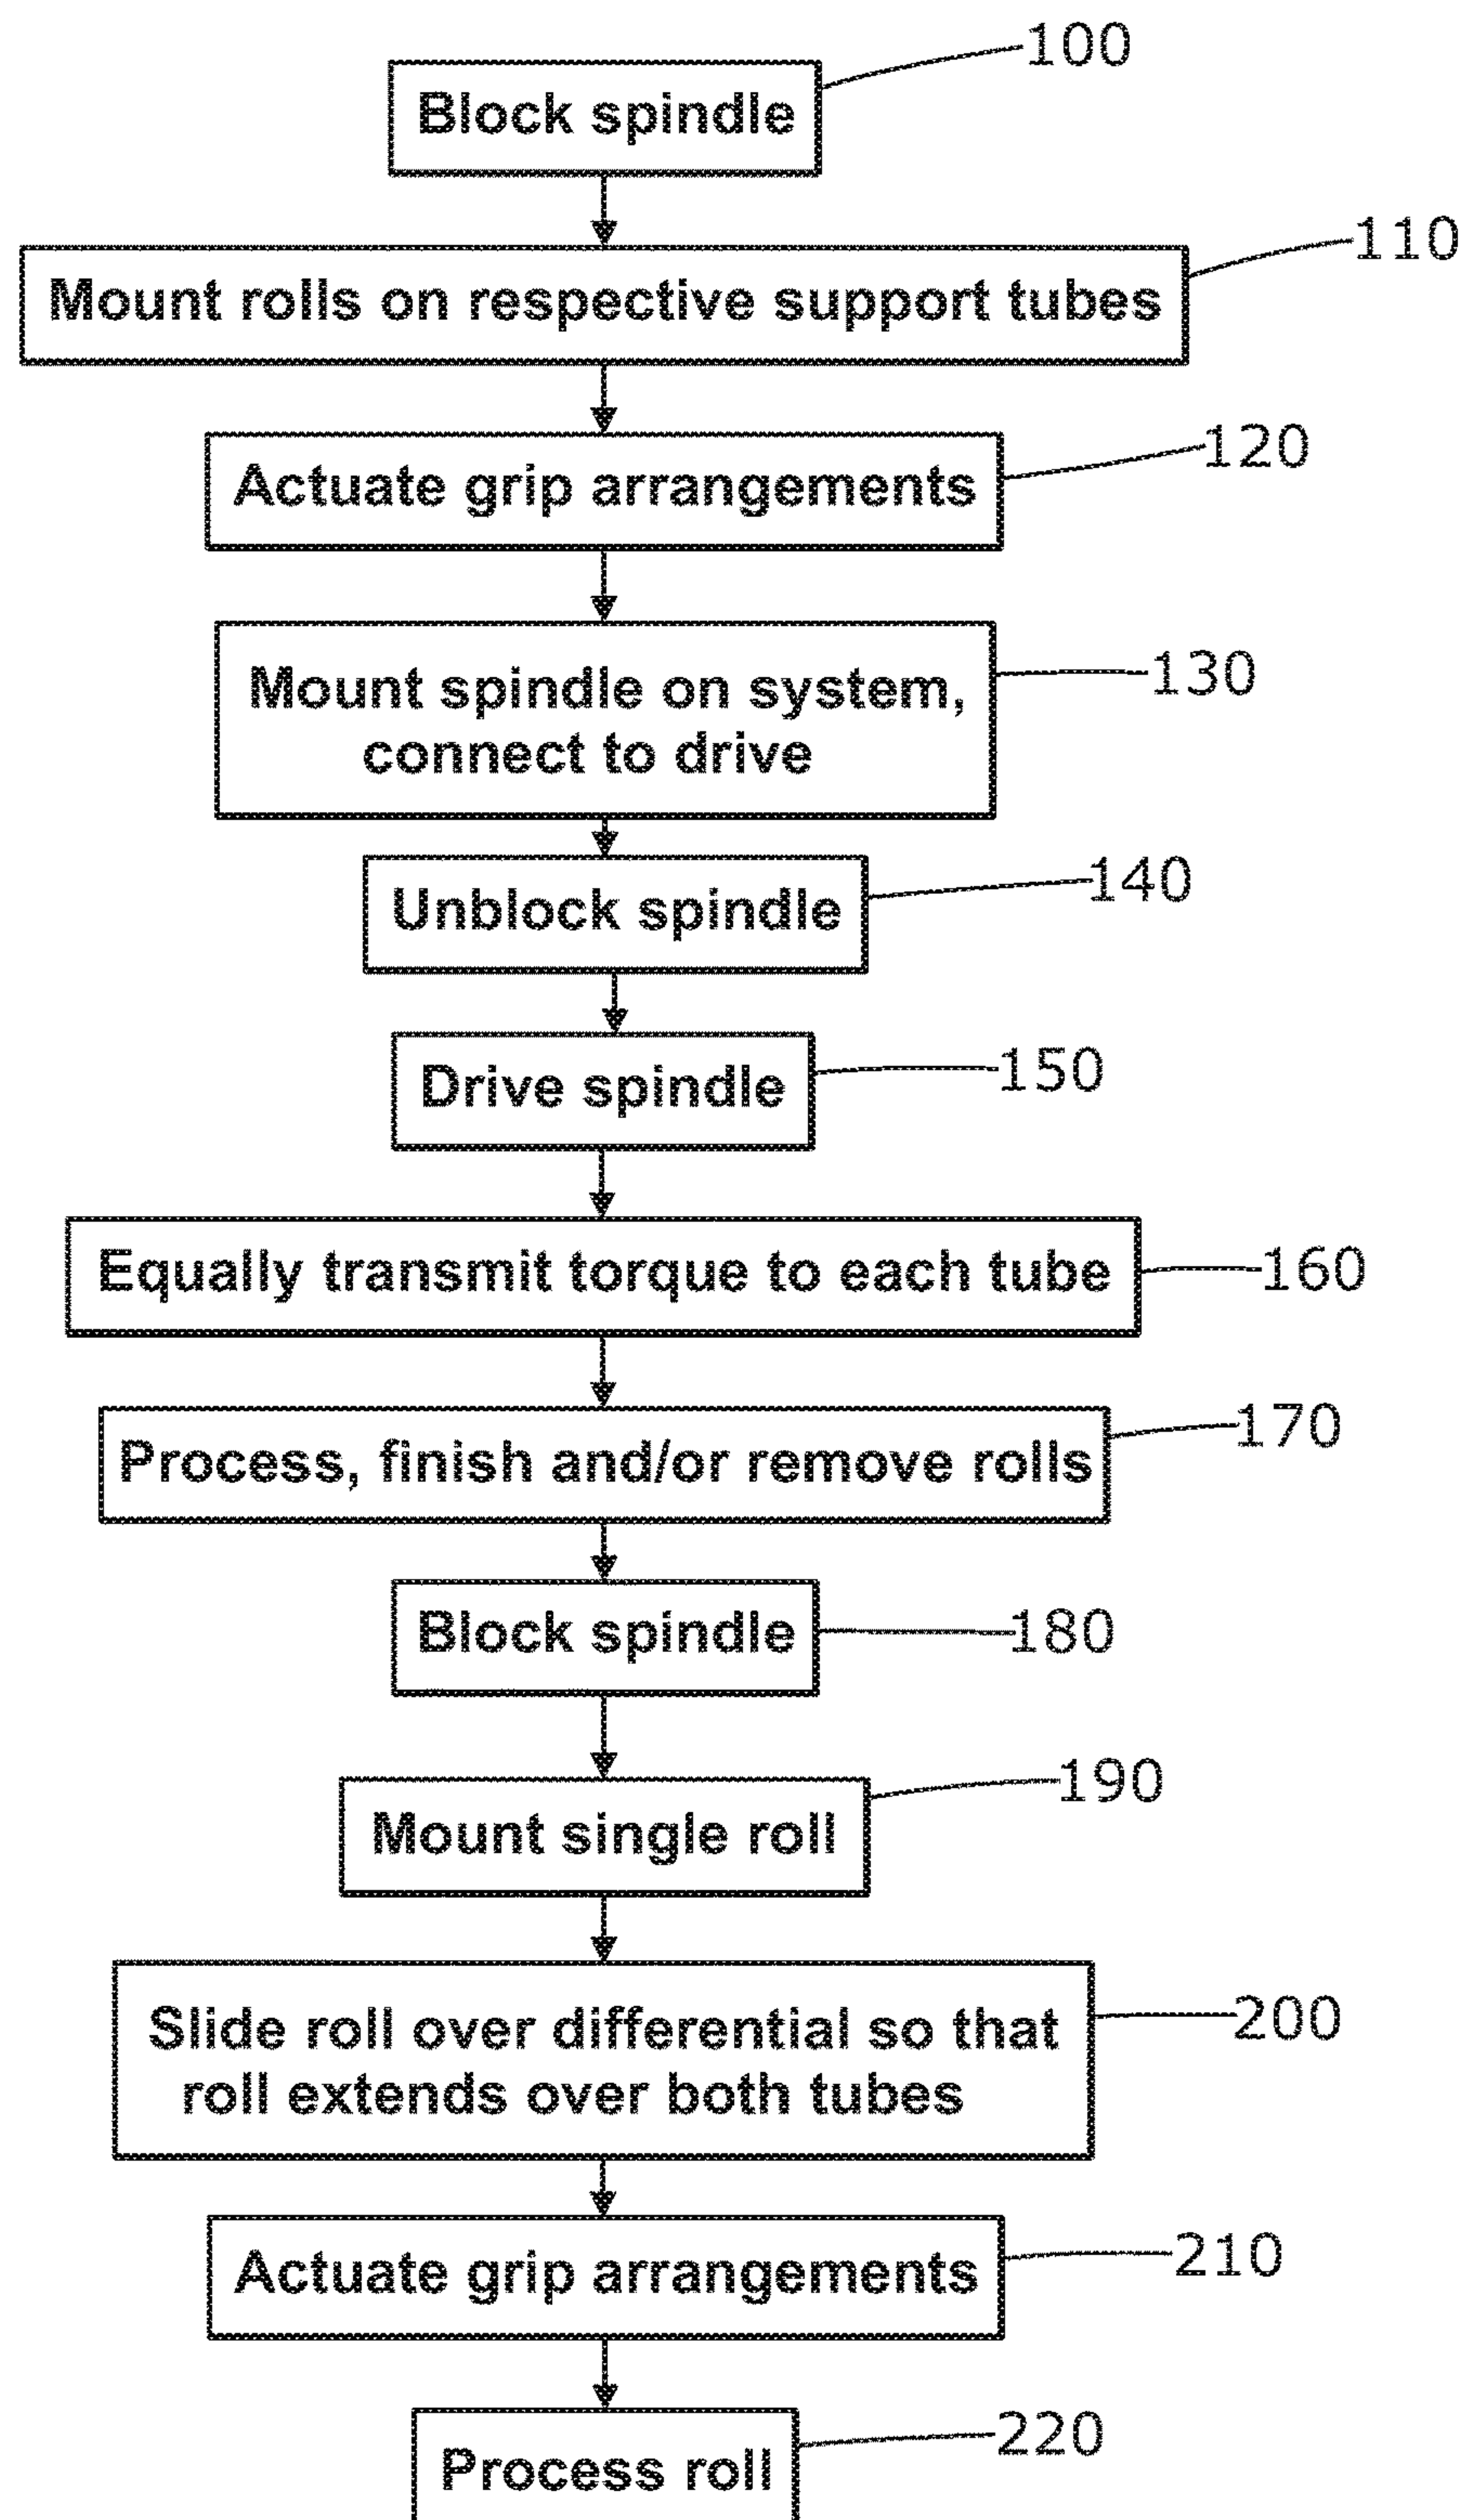 100
Block spindle
110
Mount rolls on respective support tubes
120
Actuate grip arrangements
130
Mount spindle on system,
connect to drive
140
Unblock spindle
150
Drive spindle
160
Equally transmit torque to each tube
170
Process, finish and/or remove rolls
180
Block spindle
190
Mount single roll
200
Slide roll over differential so that
roll extends over both tubes
210
Actuate grip arrangements
220
Process roll